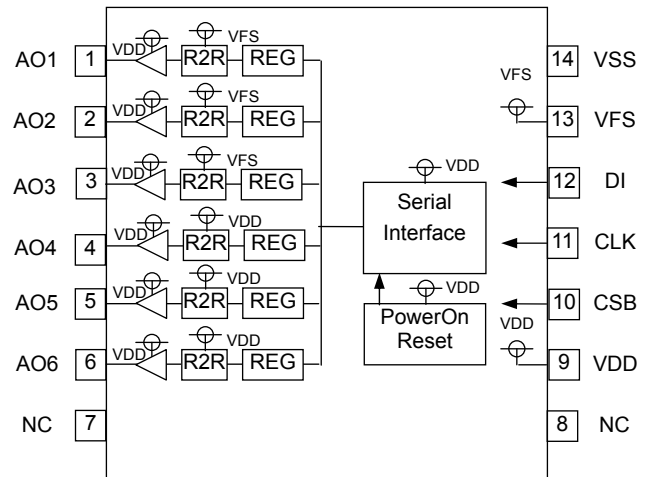 AO1 1 VDD R2R VFS REG 14 VSS
VFS
AO2 2 VDD R2R VFS REG 13 VFS
AO3 3 VDD R2R VFS REG VDD 12 DI
Serial
Interface
AO4 4 VDD R2R VDD REG 11 CLK
AO5 5 VDD R2R VDD REG VDD 10 CSB
PowerOn
Reset
VDD
AO6 6 VDD R2R VDD REG 9 VDD
NC 7 8 NC